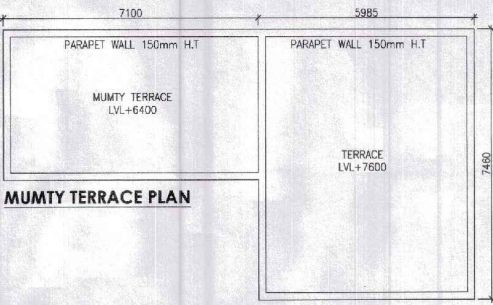 7100
5985
PARAPET WALL 150mm H.T
PARAPET WALL 150mm H.T
MUMTY TERRACE
LVL+6400
TERRACE
LVL+7600
7460
MUMTY TERRACE PLAN